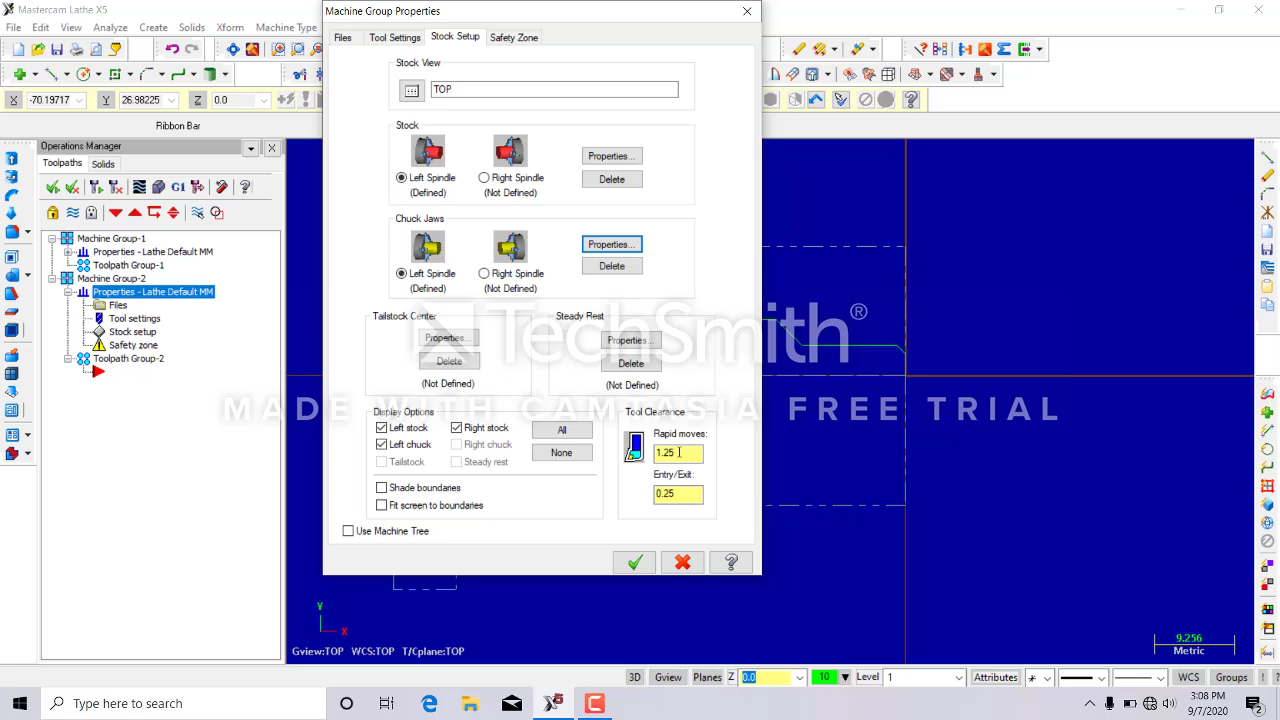 Mastercam Lathe X5
File Edit View Analyze Create Solids Xform Machine Type
X -70.19717 Y 26.98225 Z 0.0
Ribbon Bar
Operations Manager
Toolpaths Solids
G1
Machine Group-1
Properties - Lathe Default MM
Toolpath Group-1
Machine Group-2
Properties - Lathe Default MM
Files
Tool settings
Stock setup
Safety zone
Toolpath Group-2
Machine Group Properties
Files Tool Settings Stock Setup Safety Zone
Stock View
TOP
Stock
Left Spindle Right Spindle
(Defined) (Not Defined)
Properties...
Delete
Chuck Jaws
Left Spindle Right Spindle
(Defined) (Not Defined)
Properties...
Delete
Tailstock Center
Properties...
Delete
(Not Defined)
Steady Rest
Properties...
Delete
(Not Defined)
Display Options
Left stock Right stock All
Left chuck Right chuck None
Tailstock Steady rest
Shade boundaries
Fit screen to boundaries
Tool Clearance
Rapid moves:
1.25
Entry/Exit:
0.25
Use Machine Tree
TechSmith®
MADE WITH CAMTASIA FREE TRIAL
Y
X
Gview:TOP WCS:TOP T/Cplane:TOP
9.256
Metric
3D Gview Planes Z 0.0 10 Level 1 Attributes WCS Groups
Type here to search
3:08 PM
9/7/2020
2